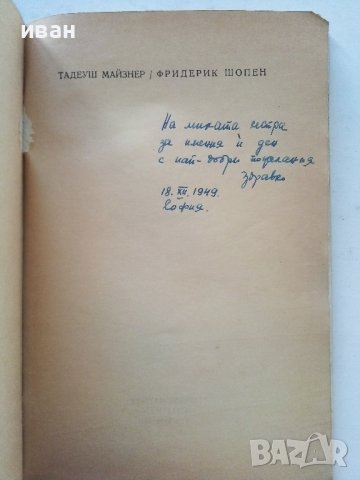 иван
ТАДЕУШ МАЙЗНЕР / ФРИДЕРИК ШОПЕН
На милата сестра
за имения ѝ ден
с най-добри пожелания
Здравко
18. XII. 1949.
София.
BAZAR